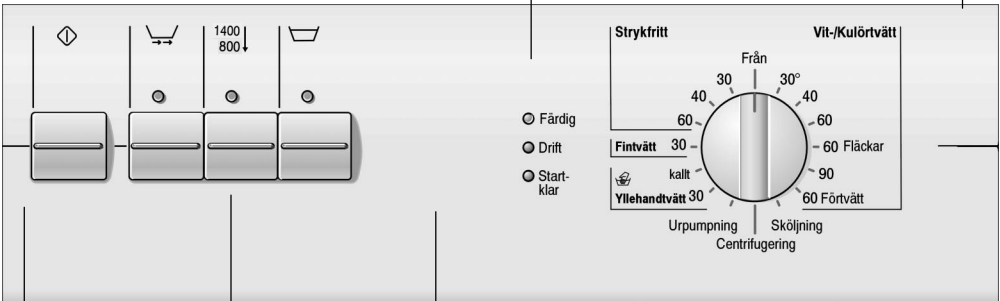 1400
800
Färdig
Drift
Start-
klar
Strykfritt
Vit-/Kulörtvätt
Från
30
30°
40
40
60
60
Fintvätt 30
60 Fläckar
kallt
90
Yllehandtvätt 30
60 Förtvätt
Urpumpning
Sköljning
Centrifugering